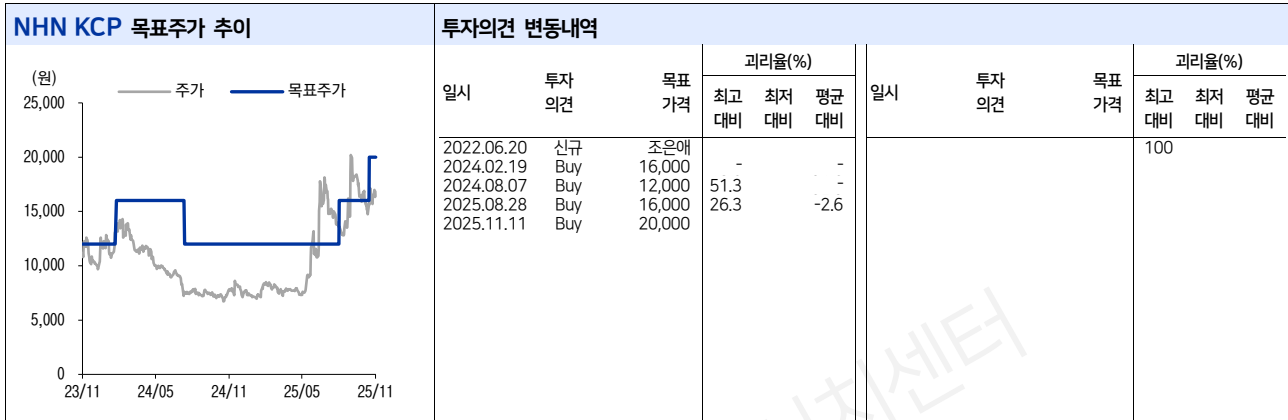 NHN KCP 목표주가 추이
투자의견 변동내역
(원)
주가
목표주가
25,000
20,000
15,000
10,000
5,000
0
23/11
24/05
24/11
25/05
25/11
일시 투자의견 목표가격 괴리율(%)
최고대비 최저대비 평균대비
2022.06.20 신규 조은애
2024.02.19 Buy 16,000 - -
2024.08.07 Buy 12,000 51.3 -
2025.08.28 Buy 16,000 26.3 -2.6
2025.11.11 Buy 20,000
일시 투자의견 목표가격 괴리율(%)
최고대비 최저대비 평균대비
100